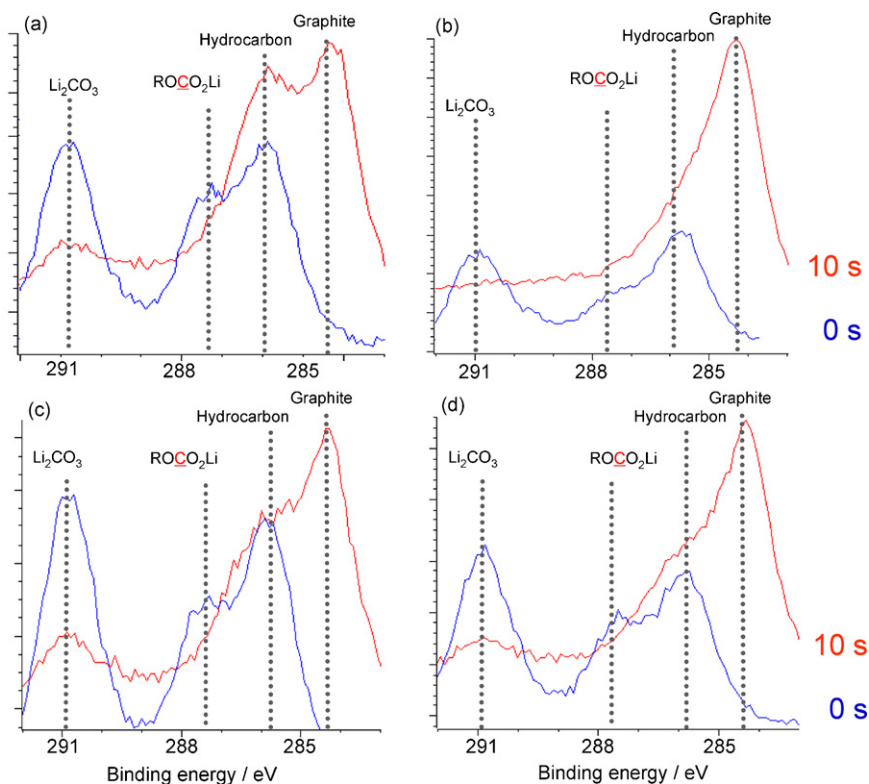 (a)
Graphite
Hydrocarbon
Li₂CO₃
ROCO₂Li
291
288
285
(b)
Graphite
Hydrocarbon
Li₂CO₃
ROCO₂Li
10 s
0 s
291
288
285
(c)
Graphite
Hydrocarbon
Li₂CO₃
ROCO₂Li
291
288
285
Binding energy / eV
(d)
Graphite
Hydrocarbon
Li₂CO₃
ROCO₂Li
10 s
0 s
291
288
285
Binding energy / eV